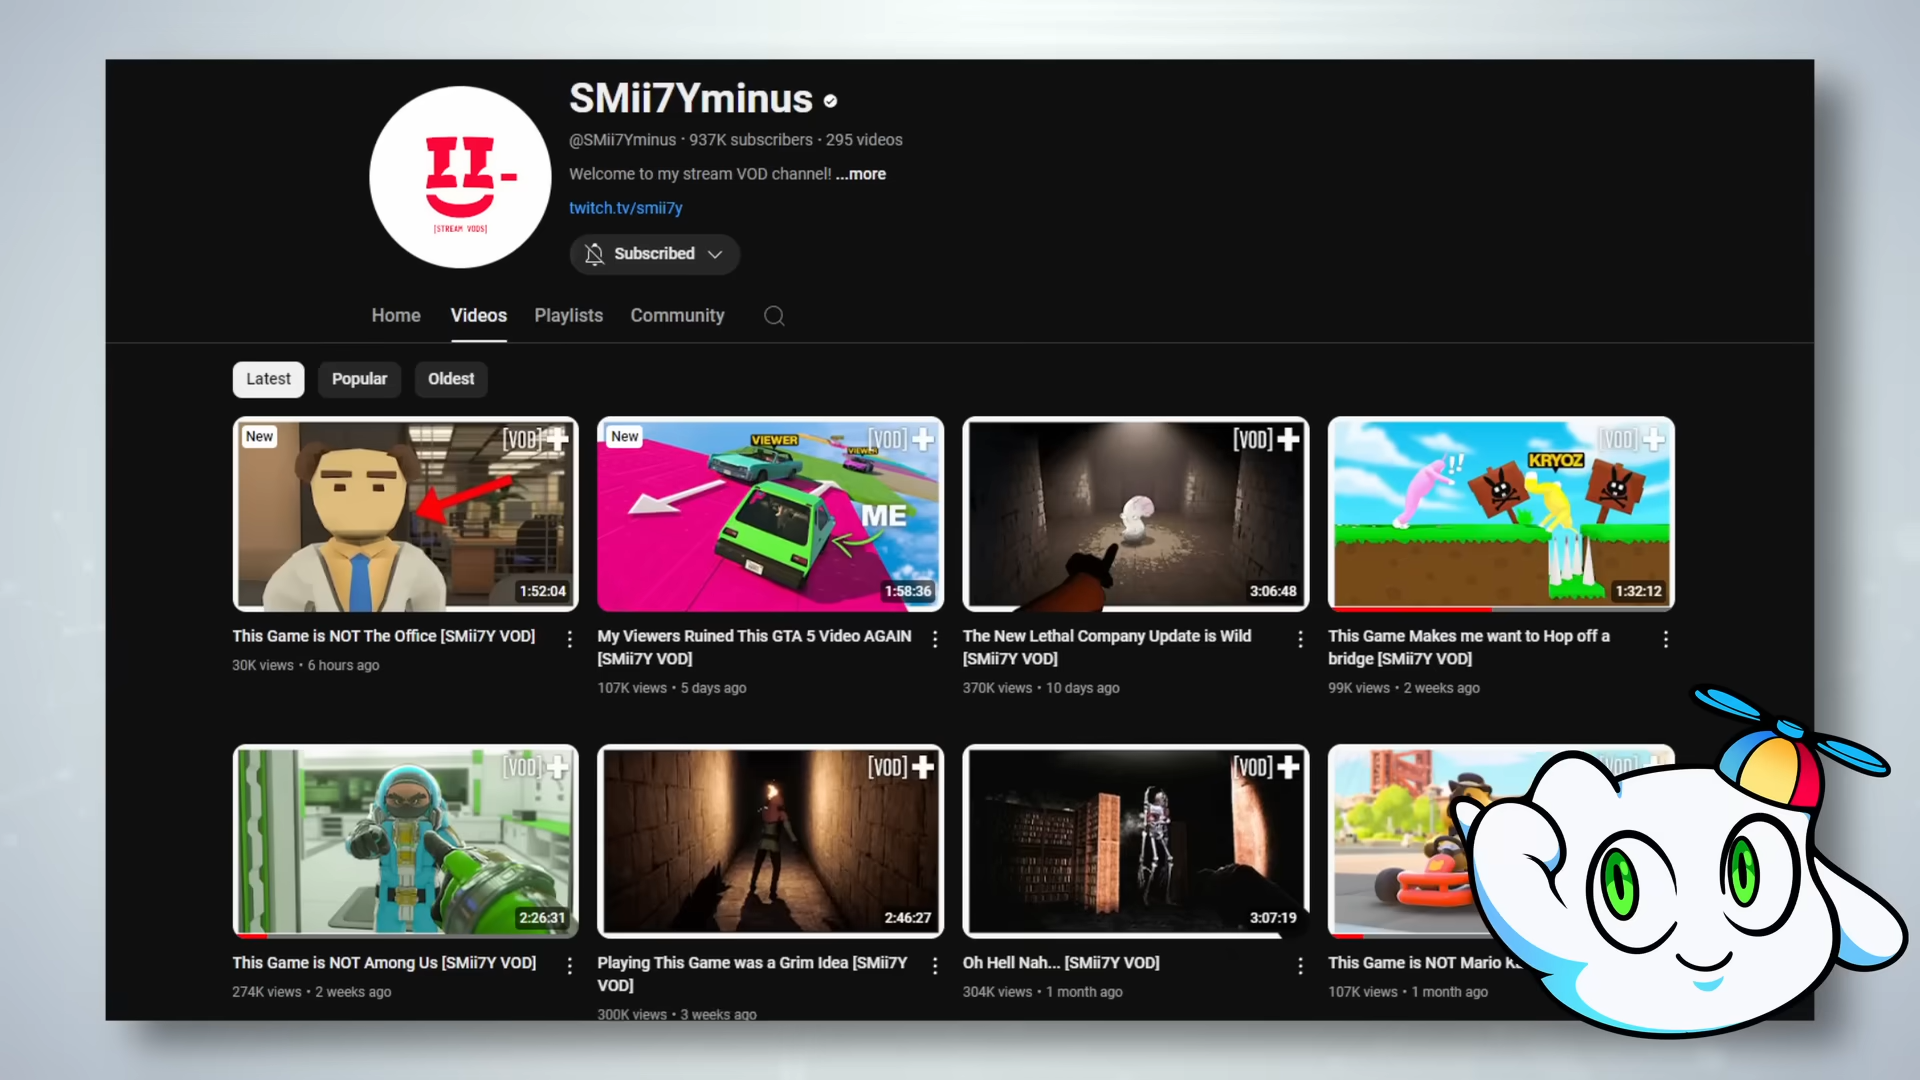 SMii7Yminus
@SMii7Yminus · 937K subscribers · 295 videos
Welcome to my stream VOD channel! ...more
twitch.tv/smii7y
Subscribed
[STREAM VODS]
Home Videos Playlists Community
Latest Popular Oldest
New
[VOD]
1:52:04
This Game is NOT The Office [SMii7Y VOD]
30K views • 6 hours ago
New
VIEWER
VIEWER
[VOD]
ME
1:58:36
My Viewers Ruined This GTA 5 Video AGAIN
[SMii7Y VOD]
107K views • 5 days ago
[VOD]
3:06:48
The New Lethal Company Update is Wild
[SMii7Y VOD]
370K views • 10 days ago
[VOD]
!!
KRYOZ
1:32:12
This Game Makes me want to Hop off a
bridge [SMii7Y VOD]
99K views • 2 weeks ago
[VOD]
2:26:31
This Game is NOT Among Us [SMii7Y VOD]
274K views • 2 weeks ago
[VOD]
2:46:27
Playing This Game was a Grim Idea [SMii7Y
VOD]
300K views • 3 weeks ago
[VOD]
3:07:19
Oh Hell Nah... [SMii7Y VOD]
304K views • 1 month ago
[VOD]
This Game is NOT Mario
107K views • 1 month ago